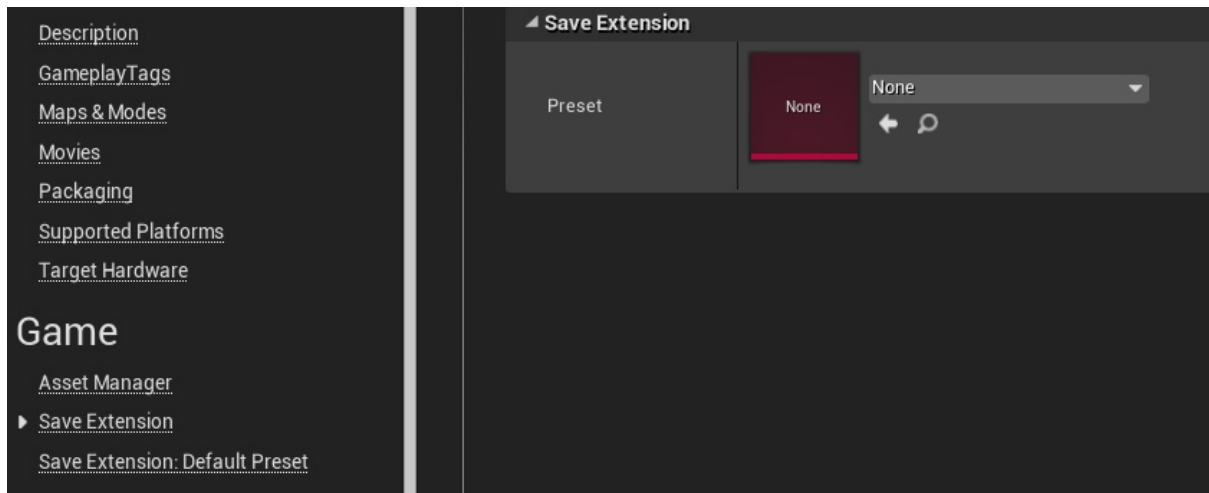 Description
GameplayTags
Maps & Modes
Movies
Packaging
Supported Platforms
Target Hardware
Game
Asset Manager
Save Extension
Save Extension: Default Preset
Save Extension
Preset
None
None